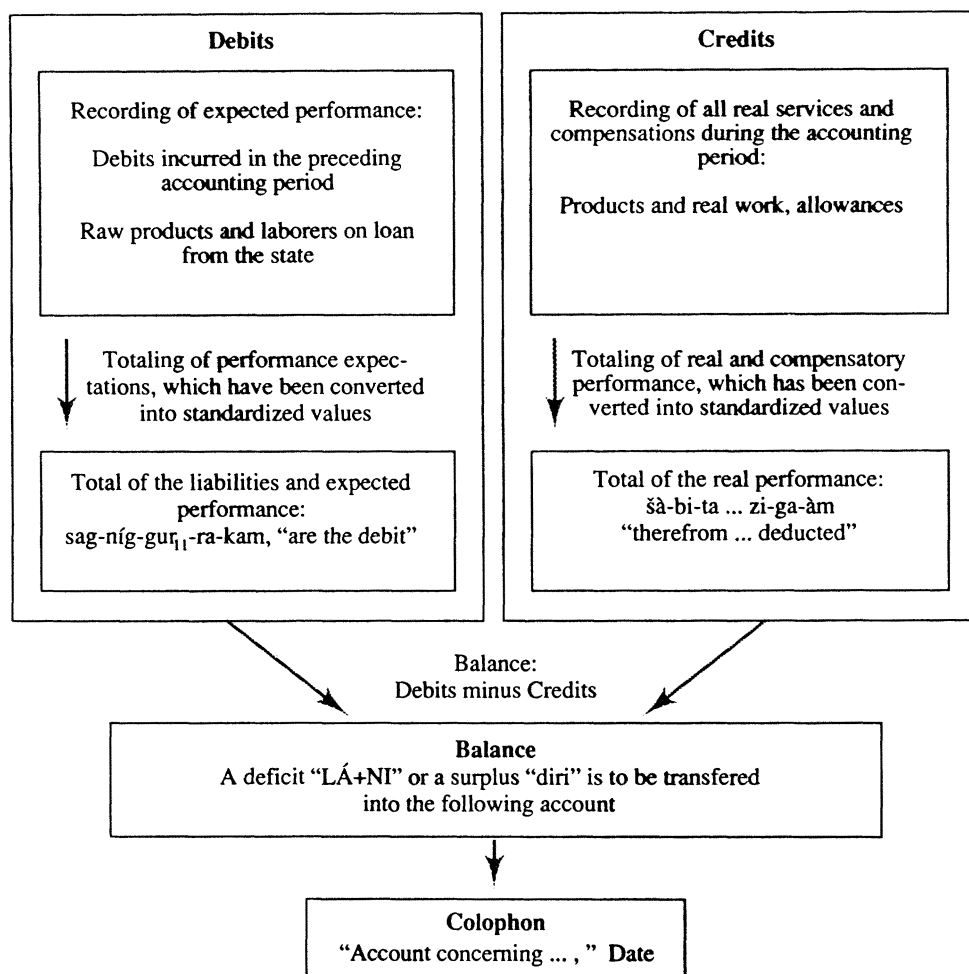 Debits
Recording of expected performance:
Debits incurred in the preceding
accounting period
Raw products and laborers on loan
from the state
Totaling of performance expec-
tations, which have been converted
into standardized values
Total of the liabilities and expected
performance:
sag-níg-gur₁₁-ra-kam, “are the debit”
Credits
Recording of all real services and
compensations during the accounting
period:
Products and real work, allowances
Totaling of real and compensatory
performance, which has been con-
verted into standardized values
Total of the real performance:
šà-bi-ta ... zi-ga-àm
“therefrom ... deducted”
Balance:
Debits minus Credits
Balance
A deficit “LÁ+NI” or a surplus “diri” is to be transfered
into the following account
Colophon
“Account concerning ... , ” Date